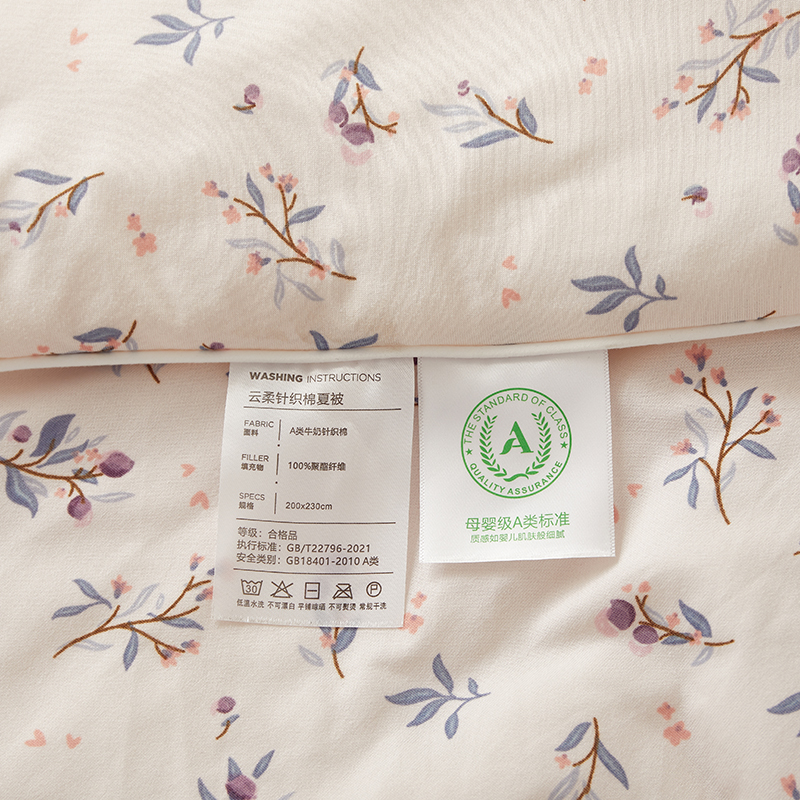 WASHING INSTRUCTIONS
云柔针织棉夏被
FABRIC
面料
A类牛奶针织棉
FILLER
填充物
100%聚酯纤维
SPECS
规格
200x230cm
等级：合格品
执行标准：GB/T22796-2021
安全类别：GB18401-2010 A类
30
P
低温水洗 不可漂白 平铺晾晒 不可熨烫 常规干洗
THE STANDARD OF CLASS
A
QUALITY ASSURANCE
母婴级A类标准
质感如婴儿肌肤般细腻